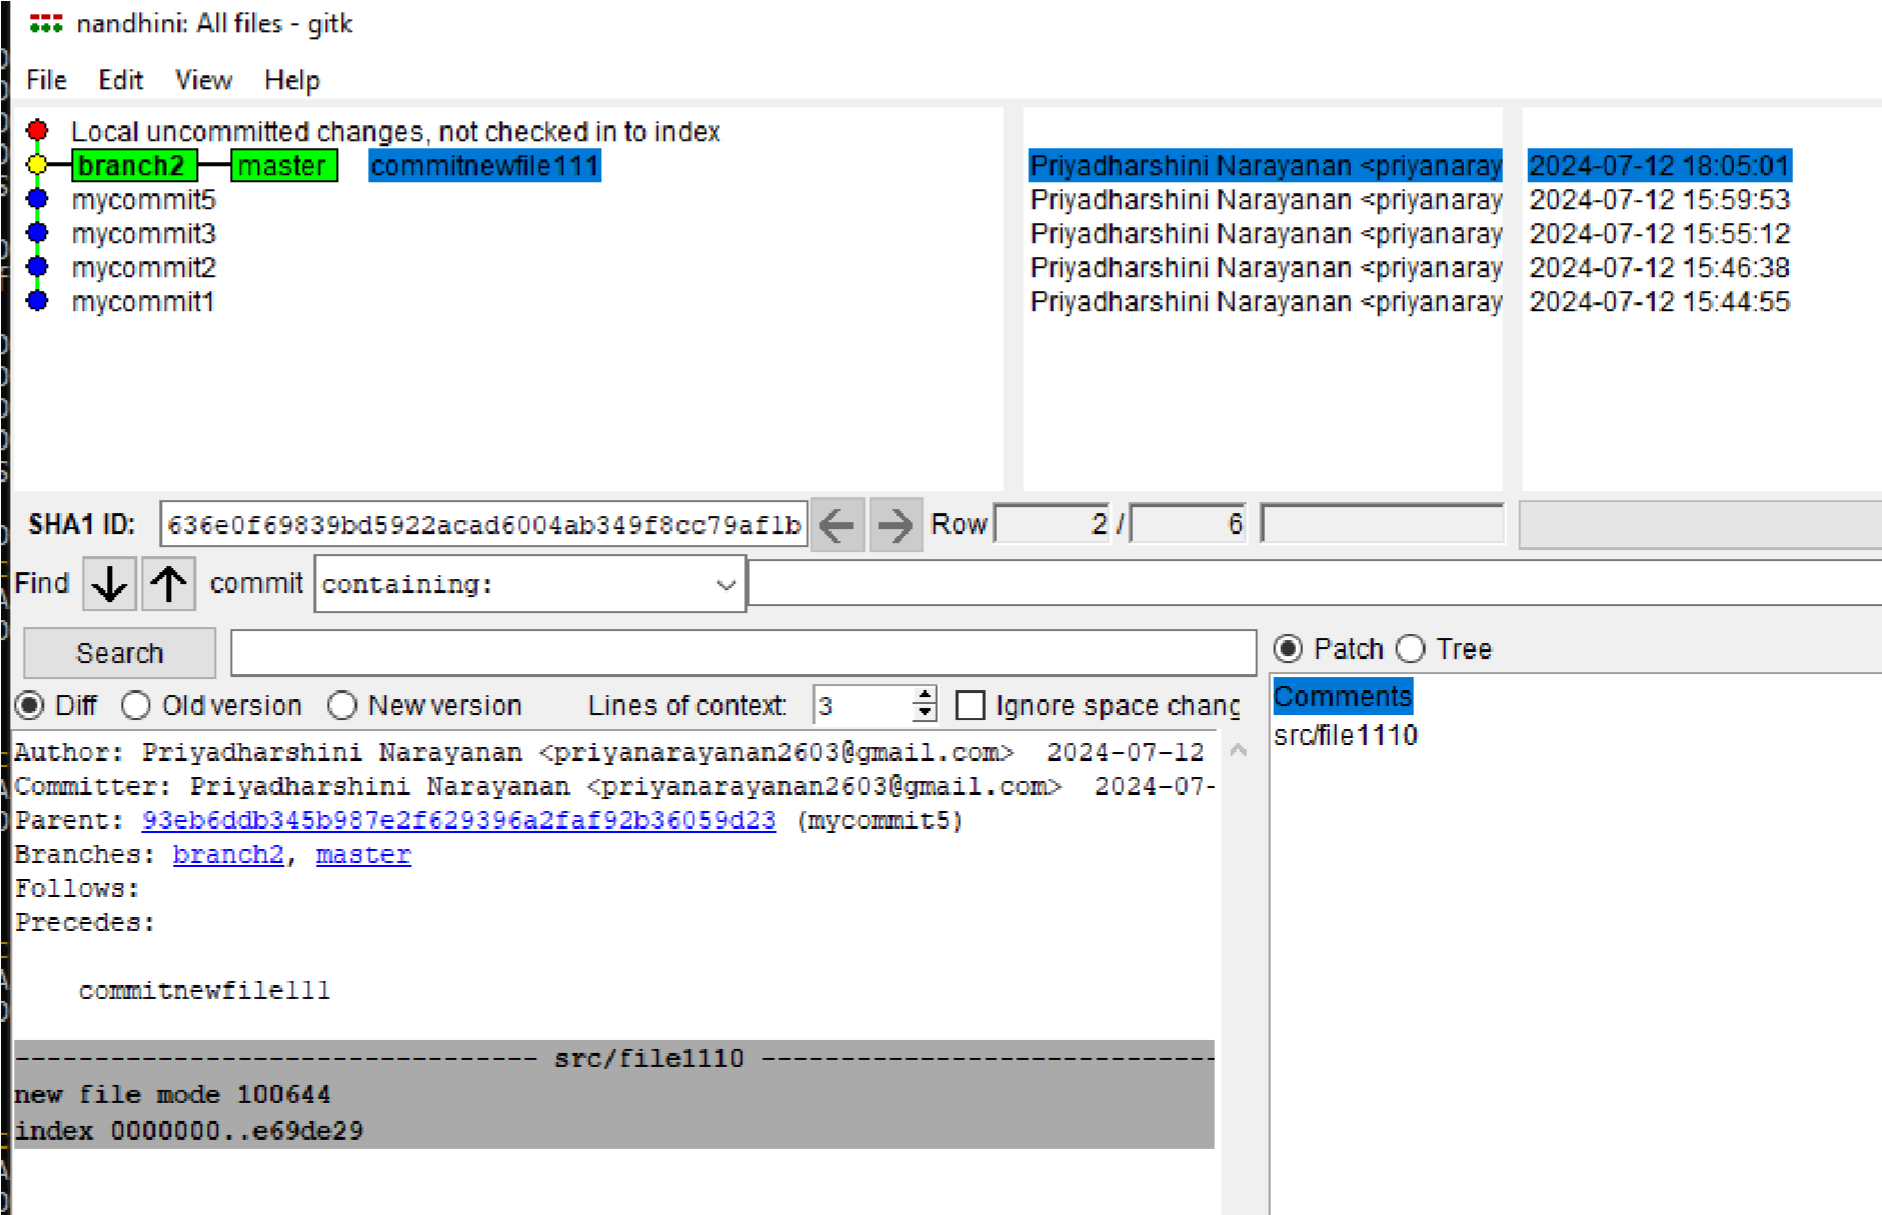 nandhini: All files - gitk
File Edit View Help
Local uncommitted changes, not checked in to index
branch2 master commitnewfile111 Priyadharshini Narayanan <priyanaray 2024-07-12 18:05:01
mycommit5 Priyadharshini Narayanan <priyanaray 2024-07-12 15:59:53
mycommit3 Priyadharshini Narayanan <priyanaray 2024-07-12 15:55:12
mycommit2 Priyadharshini Narayanan <priyanaray 2024-07-12 15:46:38
mycommit1 Priyadharshini Narayanan <priyanaray 2024-07-12 15:44:55
SHA1 ID: 636e0f69839bd5922acad6004ab349f8cc79af1b Row 2 / 6
Find commit containing:
Search Patch Tree
Diff Old version New version Lines of context: 3 Ignore space chang
Comments
src/file1110
Author: Priyadharshini Narayanan <priyanarayanan2603@gmail.com> 2024-07-12
Committer: Priyadharshini Narayanan <priyanarayanan2603@gmail.com> 2024-07-
Parent: 93eb6ddb345b987e2f629396a2faf92b36059d23 (mycommit5)
Branches: branch2, master
Follows:
Precedes:
commitnewfile111
--------------------------------- src/file1110 -----------------------------
new file mode 100644
index 0000000..e69de29